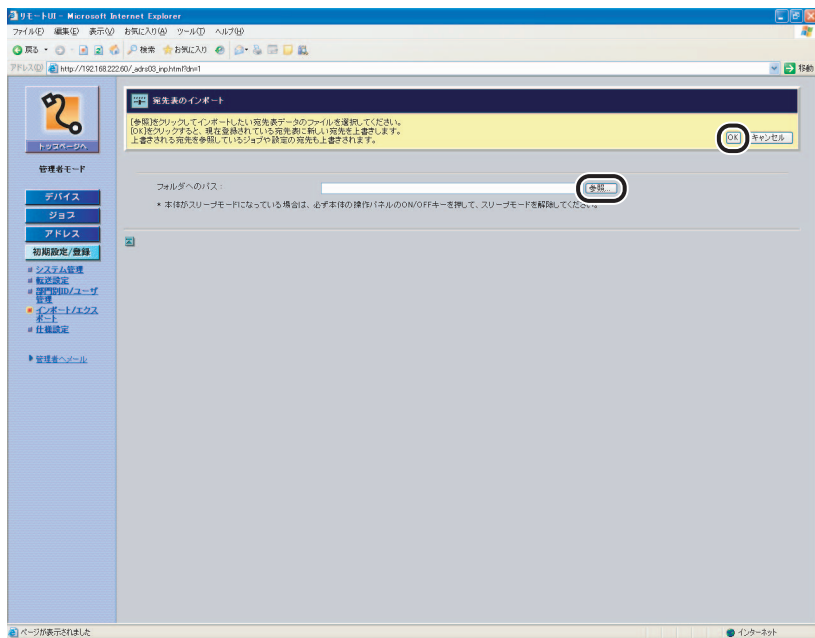 リモートUI - Microsoft Internet Explorer
ファイル(F) 編集(E) 表示(V) お気に入り(A) ツール(T) ヘルプ(H)
戻る 検索 お気に入り
アドレス(D) http://192.168.222.60/_adrs03_inp.html?dn=1 移動
トップページへ
管理者モード
デバイス
ジョブ
アドレス
初期設定/登録
システム管理
転送設定
部門別ID/ユーザ
管理
インポート/エクス
ポート
仕様設定
管理者へメール
宛先表のインポート
[参照]をクリックしてインポートしたい宛先表データのファイルを選択してください。
[OK]をクリックすると、現在登録されている宛先表に新しい宛先を上書きします。
上書きされる宛先を参照しているジョブや設定の宛先も上書きされます。
OK キャンセル
フォルダへのパス : 参照...
* 本体がスリープモードになっている場合は、必ず本体の操作パネルのON/OFFキーを押して、スリープモードを解除してください。
ページが表示されました インターネット